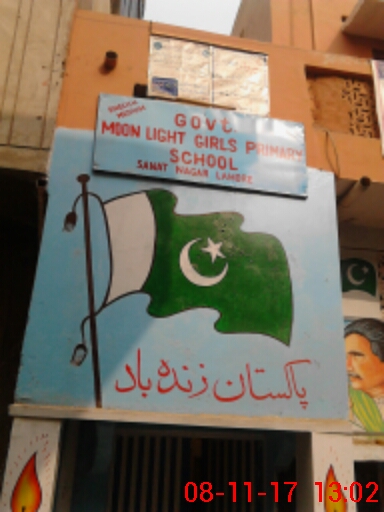 ENGLISH MEDIUM
GOVT.
MOON LIGHT GIRLS PRIMARY
SCHOOL
SANAT NAGAR LAHORE
پاکستان زندہ باد
08-11-17 13:02